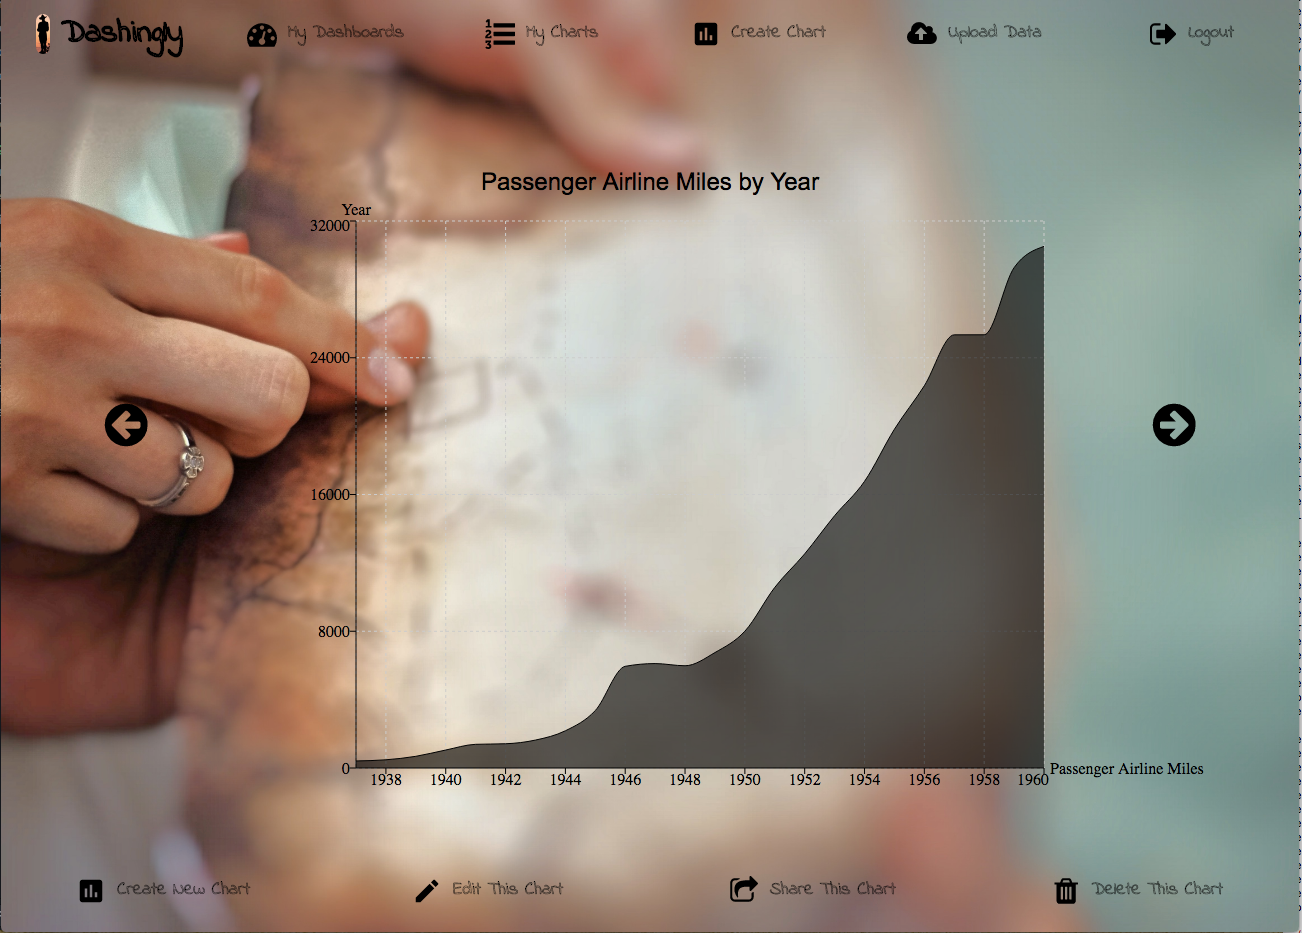 Dashingly My Dashboards My Charts Create Chart Upload Data Logout
Passenger Airline Miles by Year
Year
32000
24000
16000
8000
0
1938 1940 1942 1944 1946 1948 1950 1952 1954 1956 1958 1960
Passenger Airline Miles
Create New Chart Edit This Chart Share This Chart Delete This Chart